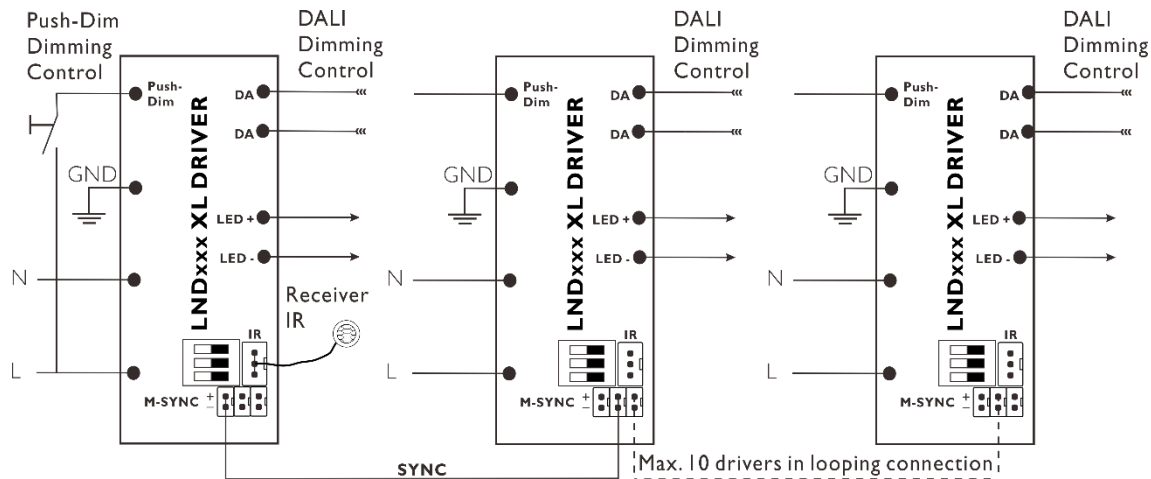 Push-Dim
Dimming
Control
DALI
Dimming
Control
Push-
Dim
DA
DA
GND
LED +
LED -
LNDxxx XL DRIVER
N
Receiver
IR
IR
L
M-SYNC + –
DALI
Dimming
Control
Push-
Dim
DA
DA
GND
LED +
LED -
LNDxxx XL DRIVER
N
IR
L
M-SYNC + –
DALI
Dimming
Control
Push-
Dim
DA
DA
GND
LED +
LED -
LNDxxx XL DRIVER
N
IR
L
M-SYNC + –
SYNC
Max. 10 drivers in looping connection